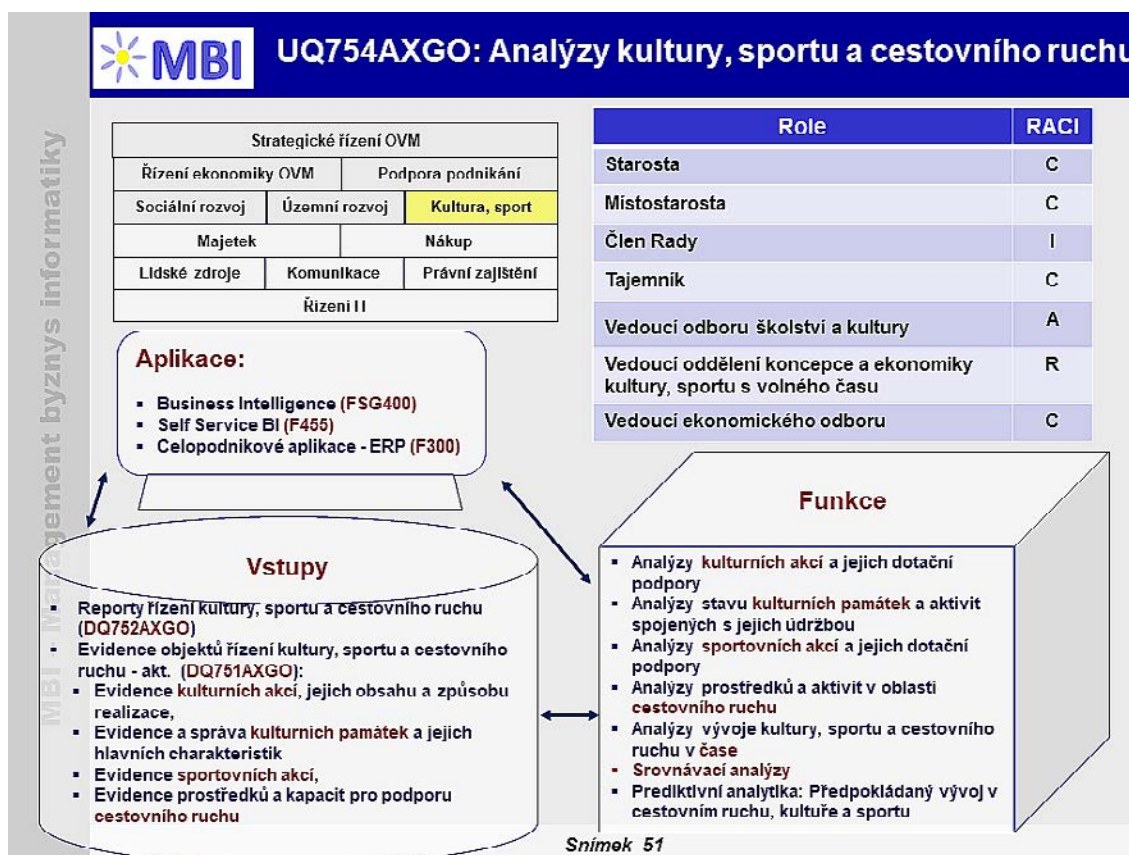 MBI
UQ754AXGO: Analýzy kultury, sportu a cestovního ruchu
MBI - Management byznys informatiky
Strategické řízení OVM
Řízení ekonomiky OVM
Podpora podnikání
Sociální rozvoj
Územní rozvoj
Kultura, sport
Majetek
Nákup
Lidské zdroje
Komunikace
Právní zajištění
Řízení IT
Role
RACI
Starosta C
Místostarosta C
Člen Rady I
Tajemník C
Vedoucí odboru školství a kultury A
Vedoucí oddělení koncepce a ekonomiky R
kultury, sportu s volného času
Vedoucí ekonomického odboru C
Aplikace:
▪ Business Intelligence (FSG400)
▪ Self Service BI (F455)
▪ Celopodnikové aplikace - ERP (F300)
Vstupy
▪ Reporty řízení kultury, sportu a cestovního ruchu
(DQ752AXGO)
▪ Evidence objektů řízení kultury, sportu a cestovního
ruchu - akt. (DQ751AXGO):
▪ Evidence kulturních akcí, jejich obsahu a způsobu
realizace,
▪ Evidence a správa kulturních památek a jejich
hlavních charakteristik
▪ Evidence sportovních akcí,
▪ Evidence prostředků a kapacit pro podporu
cestovního ruchu
Funkce
▪ Analýzy kulturních akcí a jejich dotační
podpory
▪ Analýzy stavu kulturních památek a aktivit
spojených s jejich údržbou
▪ Analýzy sportovních akcí a jejich dotační
podpory
▪ Analýzy prostředků a aktivit v oblasti
cestovního ruchu
▪ Analýzy vývoje kultury, sportu a cestovního
ruchu v čase
▪ Srovnávací analýzy
▪ Prediktivní analytika: Předpokládaný vývoj v
cestovním ruchu, kultuře a sportu
Snímek 51